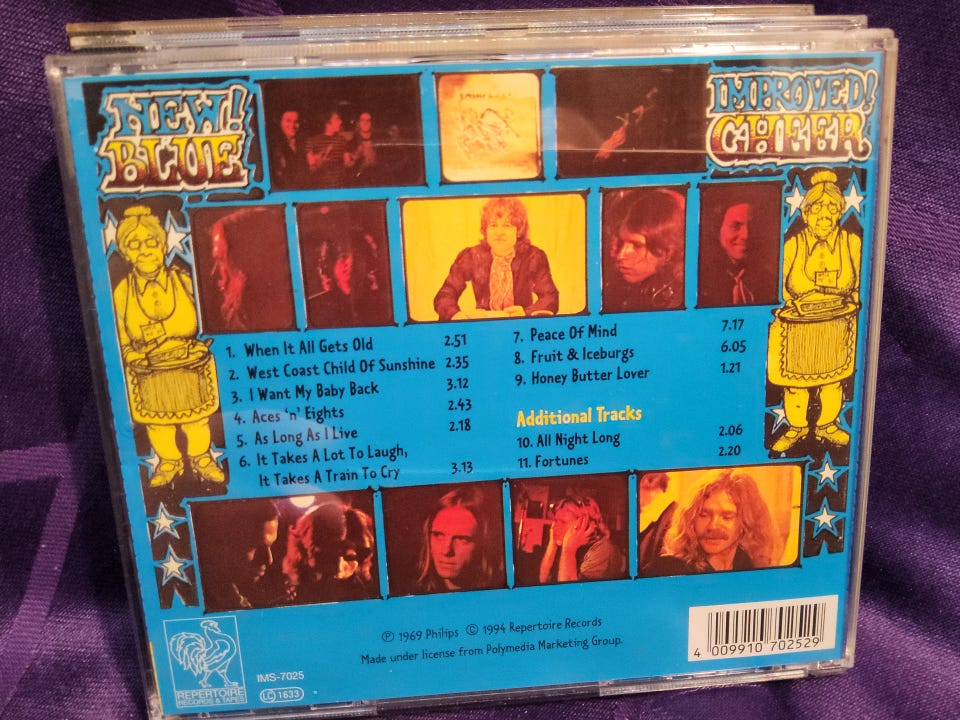 NEW!
BLUE
IMPROVED!
CHEER
1. When It All Gets Old 2.51
2. West Coast Child Of Sunshine 2.35
3. I Want My Baby Back 3.12
4. Aces 'n' Eights 2.43
5. As Long As I Live 2.18
6. It Takes A Lot To Laugh,
It Takes A Train To Cry 3.13
7. Peace Of Mind 7.17
8. Fruit & Iceburgs 6.05
9. Honey Butter Lover 1.21
Additional Tracks
10. All Night Long 2.06
11. Fortunes 2.20
℗ 1969 Philips © 1994 Repertoire Records
Made under license from Polymedia Marketing Group.
REPERTOIRE
RECORDS & TAPES
IMS-7025
LC 1633
4 009910 702529